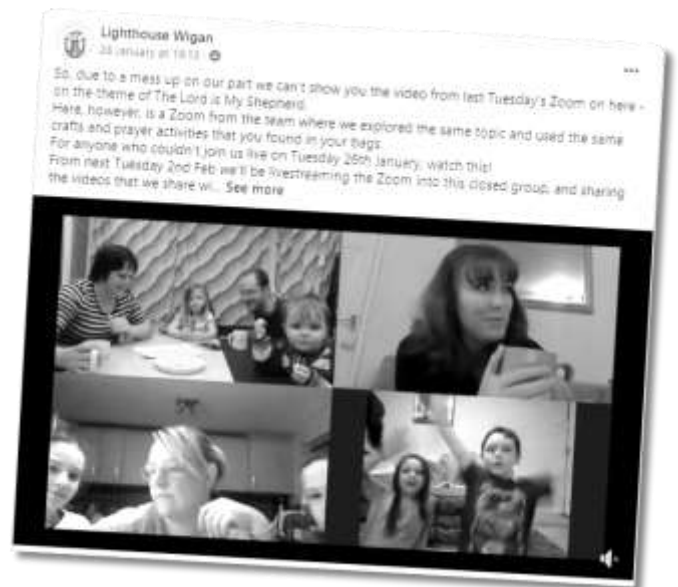 Lighthouse Wigan
28 January at 16:13
So, due to a mess up on our part we can't show you the video from last Tuesday's Zoom on here -
on the theme of The Lord is My Shepherd.
Here, however, is a Zoom from the team where we explored the same topic and used the same
crafts and prayer activities that you found in your bags.
For anyone who couldn't join us live on Tuesday 26th January, watch this!
From next Tuesday 2nd Feb we'll be livestreaming the Zoom into this closed group, and sharing
the videos that we share wi... See more